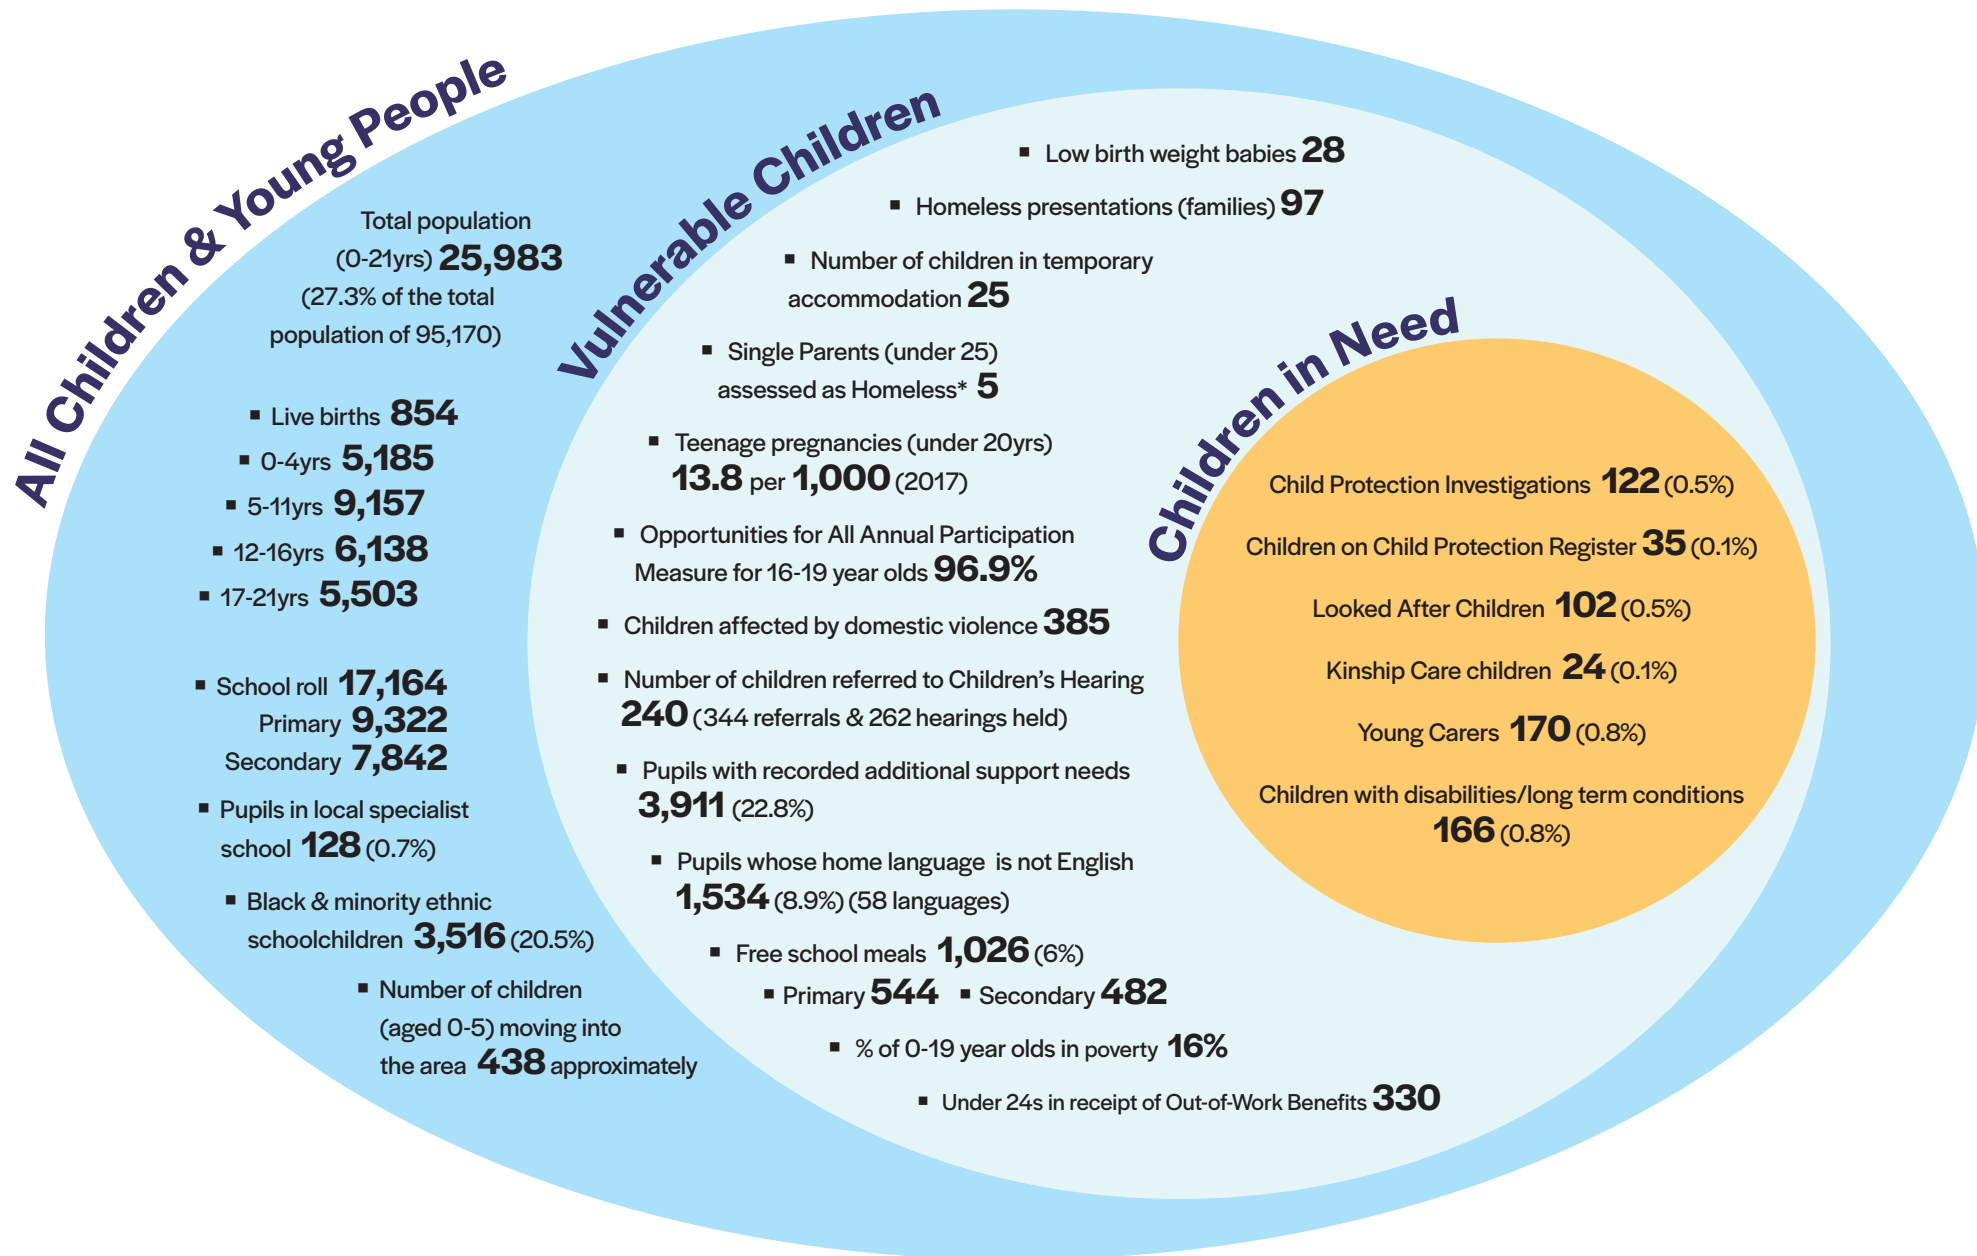 All Children & Young People
Total population
(0-21yrs) 25,983
(27.3% of the total
population of 95,170)
▪ Live births 854
▪ 0-4yrs 5,185
▪ 5-11yrs 9,157
▪ 12-16yrs 6,138
▪ 17-21yrs 5,503
▪ School roll 17,164
Primary 9,322
Secondary 7,842
▪ Pupils in local specialist
school 128 (0.7%)
▪ Black & minority ethnic
schoolchildren 3,516 (20.5%)
▪ Number of children
(aged 0-5) moving into
the area 438 approximately
Vulnerable Children
▪ Low birth weight babies 28
▪ Homeless presentations (families) 97
▪ Number of children in temporary
accommodation 25
▪ Single Parents (under 25)
assessed as Homeless* 5
▪ Teenage pregnancies (under 20yrs)
13.8 per 1,000 (2017)
▪ Opportunities for All Annual Participation
Measure for 16-19 year olds 96.9%
▪ Children affected by domestic violence 385
▪ Number of children referred to Children's Hearing
240 (344 referrals & 262 hearings held)
▪ Pupils with recorded additional support needs
3,911 (22.8%)
▪ Pupils whose home language is not English
1,534 (8.9%) (58 languages)
▪ Free school meals 1,026 (6%)
▪ Primary 544 ▪ Secondary 482
▪ % of 0-19 year olds in poverty 16%
▪ Under 24s in receipt of Out-of-Work Benefits 330
Children in Need
Child Protection Investigations 122 (0.5%)
Children on Child Protection Register 35 (0.1%)
Looked After Children 102 (0.5%)
Kinship Care children 24 (0.1%)
Young Carers 170 (0.8%)
Children with disabilities/long term conditions
166 (0.8%)